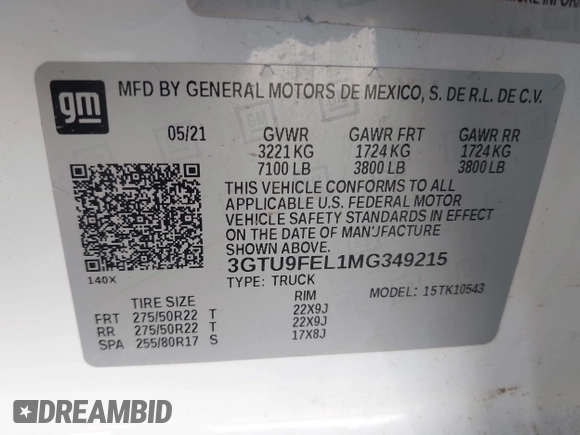 MORE INFOR
gm
MFD BY GENERAL MOTORS DE MEXICO, S. DE R.L. DE C.V.
05/21 GVWR GAWR FRT GAWR RR
3221 KG 1724 KG 1724 KG
7100 LB 3800 LB 3800 LB
THIS VEHICLE CONFORMS TO ALL
APPLICABLE U.S. FEDERAL MOTOR
VEHICLE SAFETY STANDARDS IN EFFECT
ON THE DATE OF MANUFACTURE
SHOWN ABOVE.
140X
3GTU9FEL1MG349215
TYPE: TRUCK MODEL: 15TK10543
TIRE SIZE RIM
FRT 275/50R22 T 22X9J
RR 275/50R22 T 22X9J
SPA 255/80R17 S 17X8J
DREAMBID